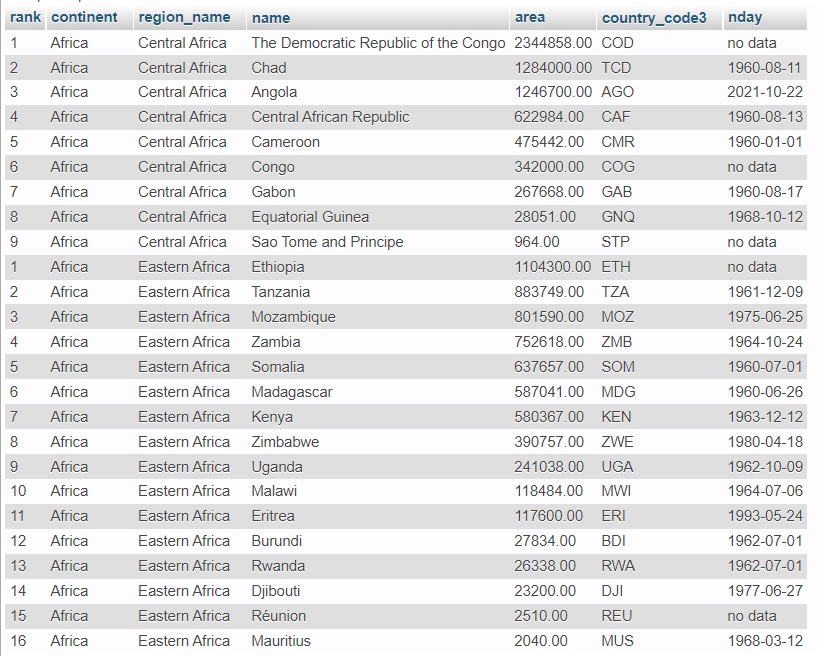 rank continent region_name name area country_code3 nday
1 Africa Central Africa The Democratic Republic of the Congo 2344858.00 COD no data
2 Africa Central Africa Chad 1284000.00 TCD 1960-08-11
3 Africa Central Africa Angola 1246700.00 AGO 2021-10-22
4 Africa Central Africa Central African Republic 622984.00 CAF 1960-08-13
5 Africa Central Africa Cameroon 475442.00 CMR 1960-01-01
6 Africa Central Africa Congo 342000.00 COG no data
7 Africa Central Africa Gabon 267668.00 GAB 1960-08-17
8 Africa Central Africa Equatorial Guinea 28051.00 GNQ 1968-10-12
9 Africa Central Africa Sao Tome and Principe 964.00 STP no data
1 Africa Eastern Africa Ethiopia 1104300.00 ETH no data
2 Africa Eastern Africa Tanzania 883749.00 TZA 1961-12-09
3 Africa Eastern Africa Mozambique 801590.00 MOZ 1975-06-25
4 Africa Eastern Africa Zambia 752618.00 ZMB 1964-10-24
5 Africa Eastern Africa Somalia 637657.00 SOM 1960-07-01
6 Africa Eastern Africa Madagascar 587041.00 MDG 1960-06-26
7 Africa Eastern Africa Kenya 580367.00 KEN 1963-12-12
8 Africa Eastern Africa Zimbabwe 390757.00 ZWE 1980-04-18
9 Africa Eastern Africa Uganda 241038.00 UGA 1962-10-09
10 Africa Eastern Africa Malawi 118484.00 MWI 1964-07-06
11 Africa Eastern Africa Eritrea 117600.00 ERI 1993-05-24
12 Africa Eastern Africa Burundi 27834.00 BDI 1962-07-01
13 Africa Eastern Africa Rwanda 26338.00 RWA 1962-07-01
14 Africa Eastern Africa Djibouti 23200.00 DJI 1977-06-27
15 Africa Eastern Africa Réunion 2510.00 REU no data
16 Africa Eastern Africa Mauritius 2040.00 MUS 1968-03-12